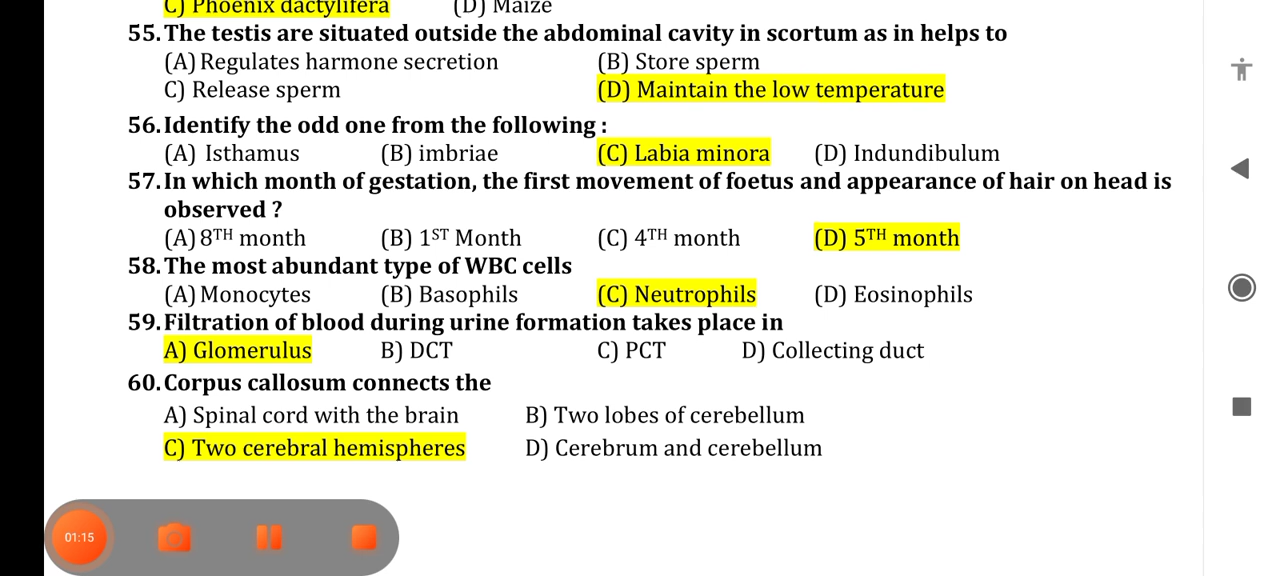 C) Phoenix dactylifera (D) Maize
55. The testis are situated outside the abdominal cavity in scortum as in helps to
(A) Regulates harmone secretion (B) Store sperm
C) Release sperm (D) Maintain the low temperature
56. Identify the odd one from the following :
(A) Isthamus (B) imbriae (C) Labia minora (D) Indundibulum
57. In which month of gestation, the first movement of foetus and appearance of hair on head is
observed ?
(A) 8TH month (B) 1ST Month (C) 4TH month (D) 5TH month
58. The most abundant type of WBC cells
(A) Monocytes (B) Basophils (C) Neutrophils (D) Eosinophils
59. Filtration of blood during urine formation takes place in
A) Glomerulus B) DCT C) PCT D) Collecting duct
60. Corpus callosum connects the
A) Spinal cord with the brain B) Two lobes of cerebellum
C) Two cerebral hemispheres D) Cerebrum and cerebellum
01:15